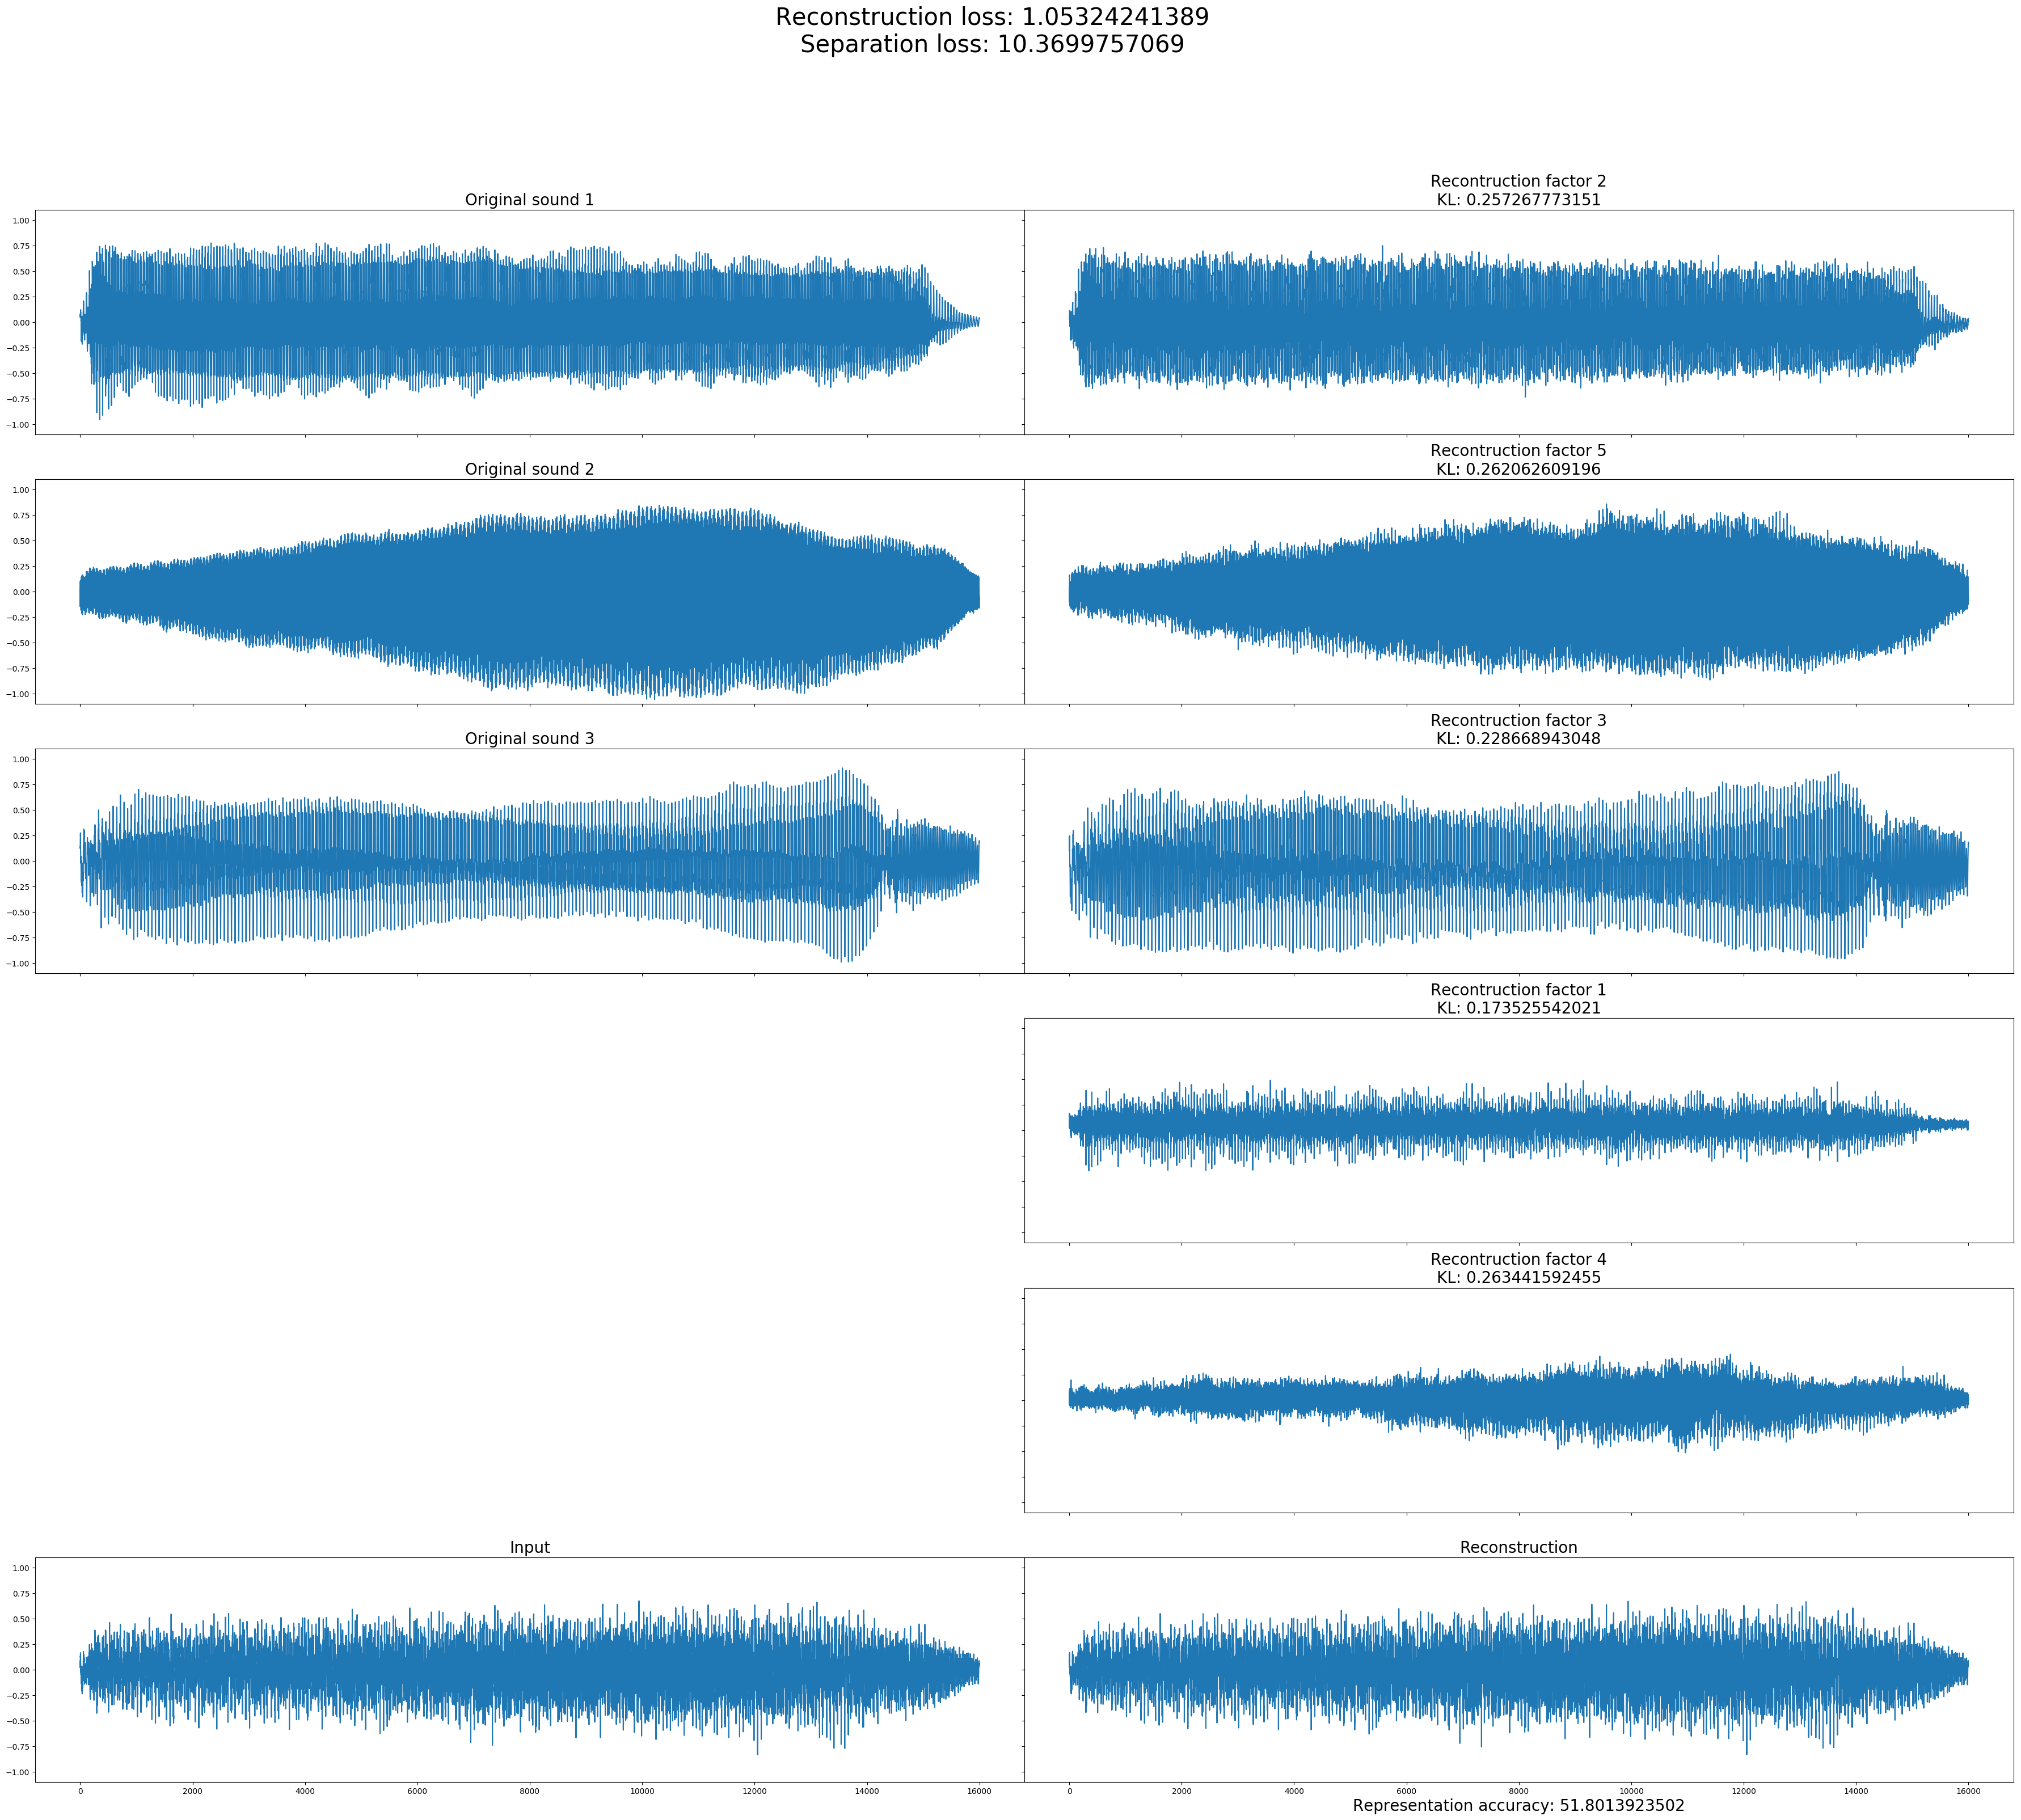 Reconstruction loss: 1.05324241389
Separation loss: 10.3699757069
Original sound 1
Recontruction factor 2
KL: 0.257267773151
1.00
0.75
0.50
0.25
0.00
−0.25
−0.50
−0.75
−1.00
Original sound 2
Recontruction factor 5
KL: 0.262062609196
1.00
0.75
0.50
0.25
0.00
−0.25
−0.50
−0.75
−1.00
Original sound 3
Recontruction factor 3
KL: 0.228668943048
1.00
0.75
0.50
0.25
0.00
−0.25
−0.50
−0.75
−1.00
Recontruction factor 1
KL: 0.173525542021
Recontruction factor 4
KL: 0.263441592455
Input
Reconstruction
1.00
0.75
0.50
0.25
0.00
−0.25
−0.50
−0.75
−1.00
0 2000 4000 6000 8000 10000 12000 14000 16000
0 2000 4000 6000 8000 10000 12000 14000 16000
Representation accuracy: 51.8013923502